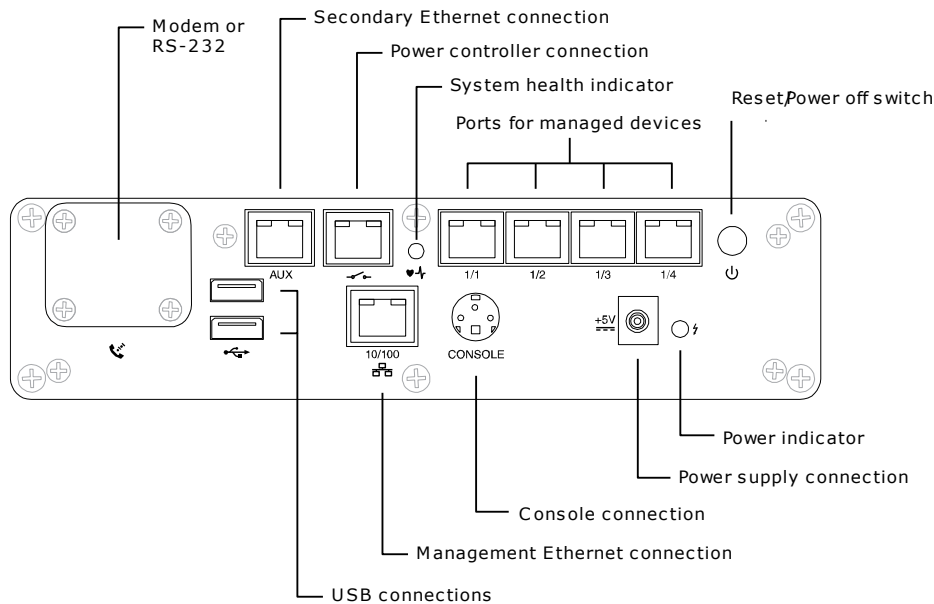 Secondary Ethernet connection
Modem or
RS-232
Power controller connection
System health indicator
Reset/Power off switch
Ports for managed devices
AUX
1/1
1/2
1/3
1/4
+5V
10/100
CONSOLE
Power indicator
Power supply connection
Console connection
Management Ethernet connection
USB connections